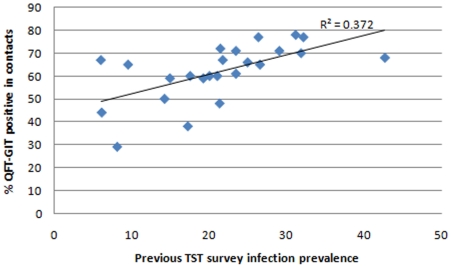 R² = 0.372
% QFT-GIT positive in contacts
90
80
70
60
50
40
30
20
10
0
0 10 20 30 40 50
Previous TST survey infection prevalence